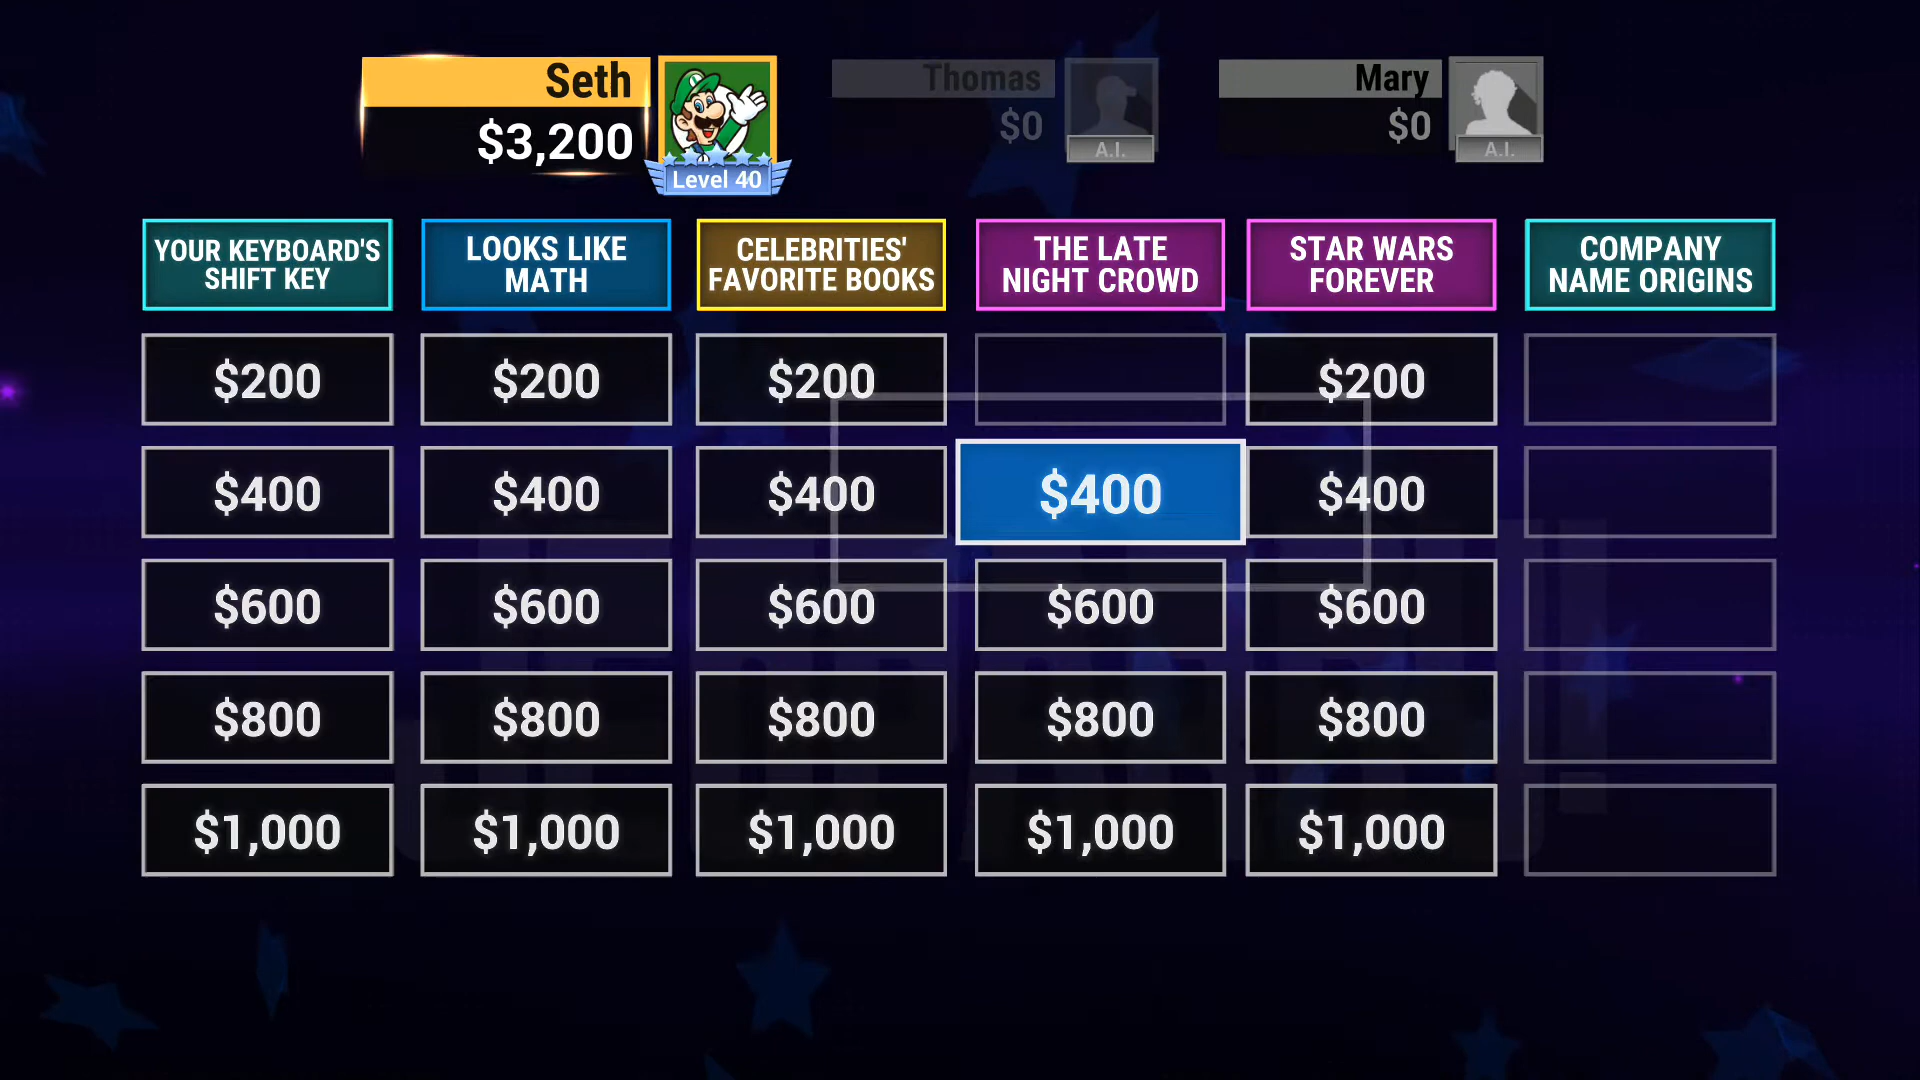 Seth
$3,200
Level 40
Thomas
$0
A.I.
Mary
$0
A.I.
YOUR KEYBOARD'S
SHIFT KEY
LOOKS LIKE
MATH
CELEBRITIES'
FAVORITE BOOKS
THE LATE
NIGHT CROWD
STAR WARS
FOREVER
COMPANY
NAME ORIGINS
$200
$200
$200
$200
$400
$400
$400
$400
$400
$600
$600
$600
$600
$600
$800
$800
$800
$800
$800
$1,000
$1,000
$1,000
$1,000
$1,000